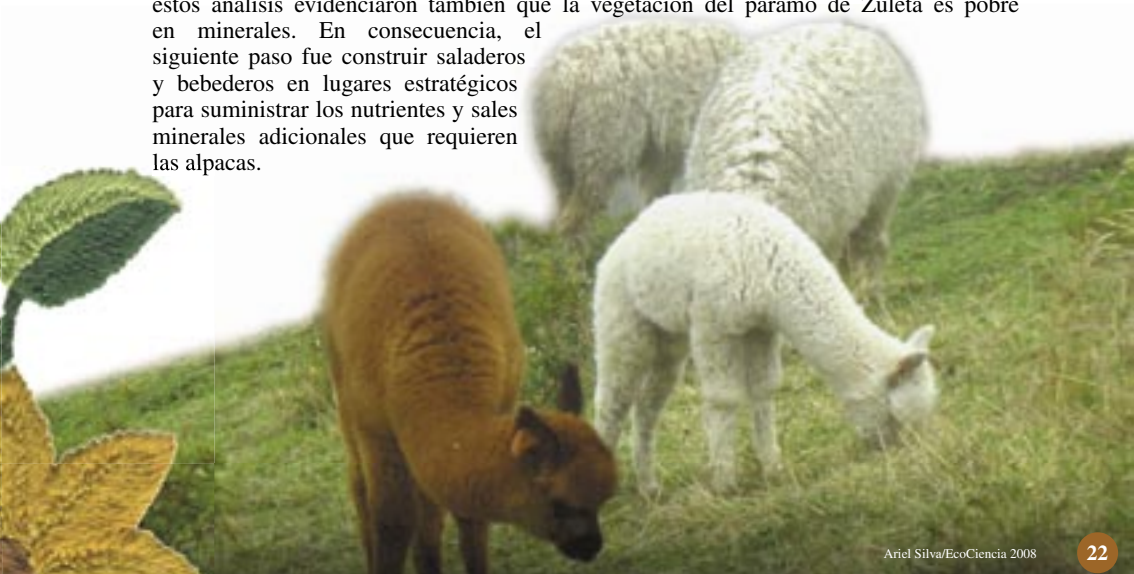 estos análisis evidenciaron también que la vegetación del páramo de Zuleta es pobre
en minerales. En consecuencia, el
siguiente paso fue construir saladeros
y bebederos en lugares estratégicos
para suministrar los nutrientes y sales
minerales adicionales que requieren
las alpacas.
Ariel Silva/EcoCiencia 2008
22